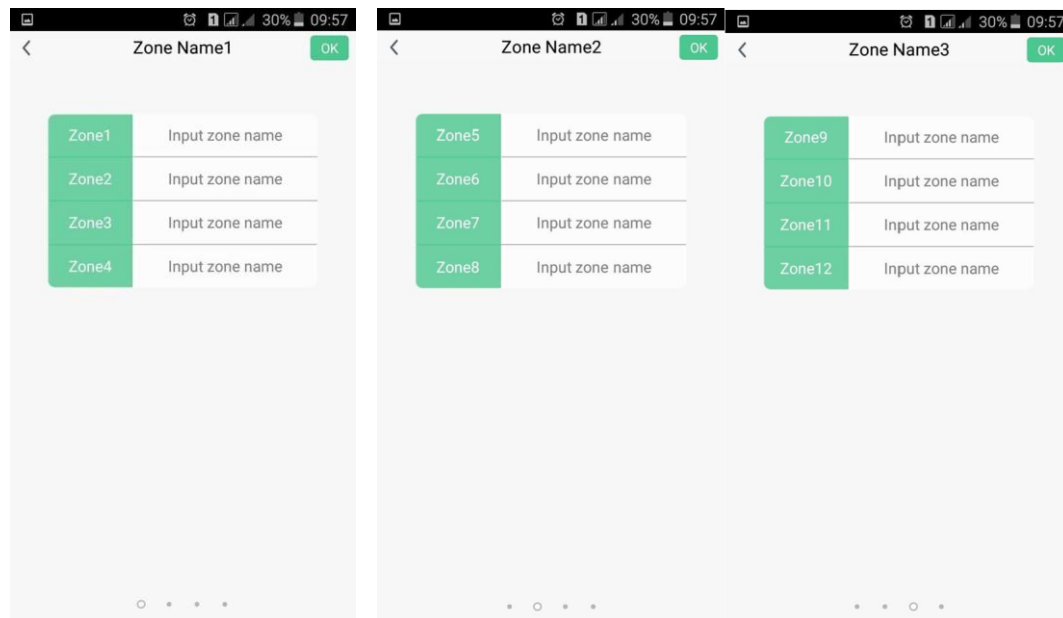 30% 09:57
Zone Name1 OK
Zone1 Input zone name
Zone2 Input zone name
Zone3 Input zone name
Zone4 Input zone name
30% 09:57
Zone Name2 OK
Zone5 Input zone name
Zone6 Input zone name
Zone7 Input zone name
Zone8 Input zone name
30% 09:57
Zone Name3 OK
Zone9 Input zone name
Zone10 Input zone name
Zone11 Input zone name
Zone12 Input zone name